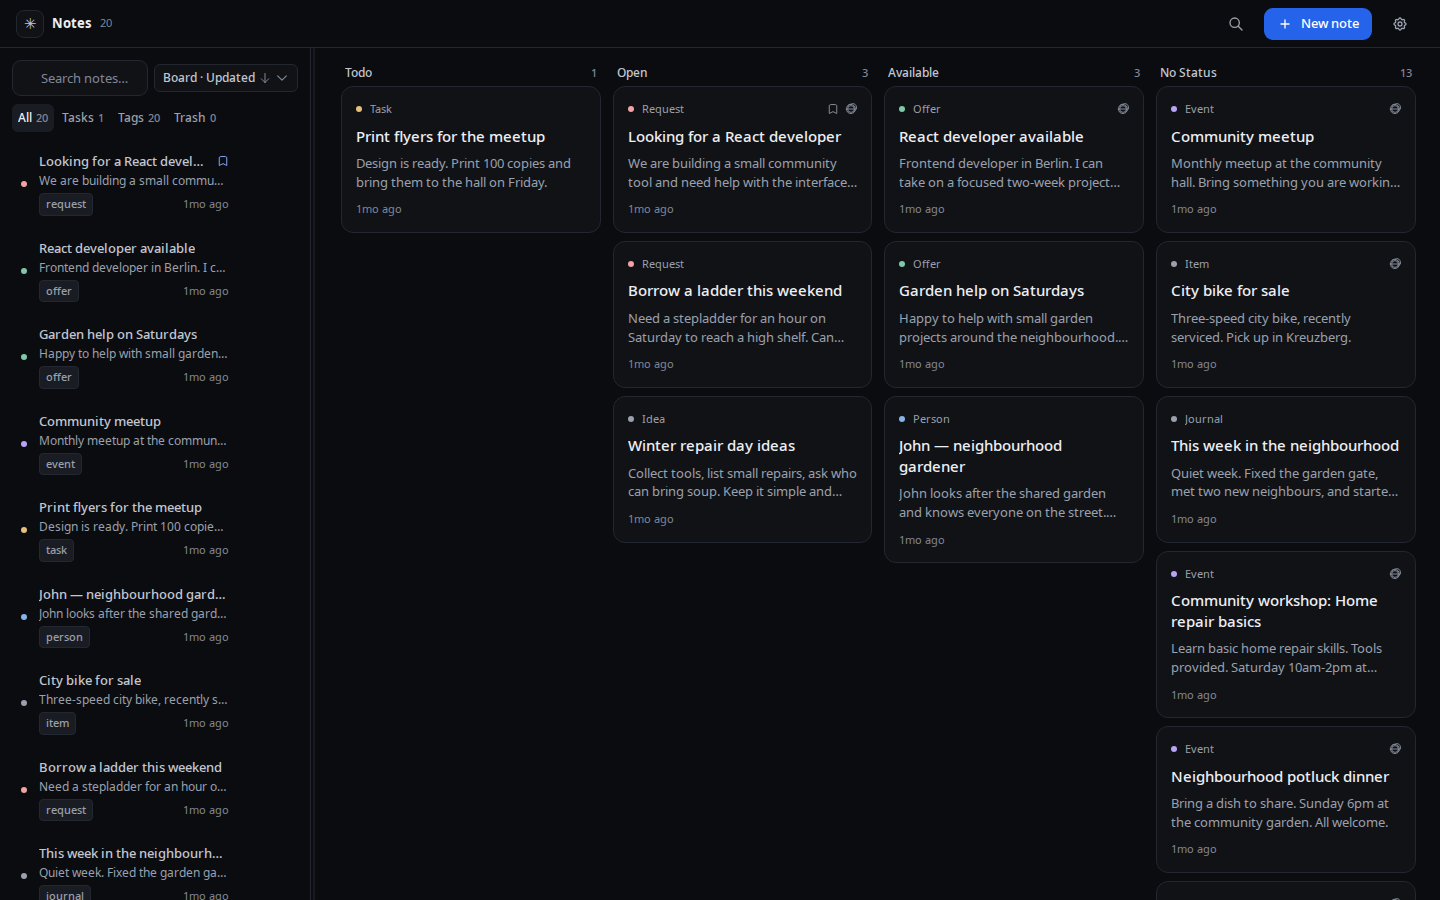 Notes 20
New note
Search notes...
Board · Updated
All 20 Tasks 1 Tags 20 Trash 0
Looking for a React devel...
We are building a small commu...
request 1mo ago
React developer available
Frontend developer in Berlin. I c...
offer 1mo ago
Garden help on Saturdays
Happy to help with small garden...
offer 1mo ago
Community meetup
Monthly meetup at the commun...
event 1mo ago
Print flyers for the meetup
Design is ready. Print 100 copie...
task 1mo ago
John — neighbourhood gard...
John looks after the shared gard...
person 1mo ago
City bike for sale
Three-speed city bike, recently s...
item 1mo ago
Borrow a ladder this weekend
Need a stepladder for an hour o...
request 1mo ago
This week in the neighbourh...
Quiet week. Fixed the garden ga...
journal 1mo ago
Todo 1
Task
Print flyers for the meetup
Design is ready. Print 100 copies and
bring them to the hall on Friday.
1mo ago
Open 3
Request
Looking for a React developer
We are building a small community
tool and need help with the interface...
1mo ago
Request
Borrow a ladder this weekend
Need a stepladder for an hour on
Saturday to reach a high shelf. Can...
1mo ago
Idea
Winter repair day ideas
Collect tools, list small repairs, ask who
can bring soup. Keep it simple and...
1mo ago
Available 3
Offer
React developer available
Frontend developer in Berlin. I can
take on a focused two-week project...
1mo ago
Offer
Garden help on Saturdays
Happy to help with small garden
projects around the neighbourhood....
1mo ago
Person
John — neighbourhood
gardener
John looks after the shared garden
and knows everyone on the street....
1mo ago
No Status 13
Event
Community meetup
Monthly meetup at the community
hall. Bring something you are workin...
1mo ago
Item
City bike for sale
Three-speed city bike, recently
serviced. Pick up in Kreuzberg.
1mo ago
Journal
This week in the neighbourhood
Quiet week. Fixed the garden gate,
met two new neighbours, and starte...
1mo ago
Event
Community workshop: Home
repair basics
Learn basic home repair skills. Tools
provided. Saturday 10am-2pm at...
1mo ago
Event
Neighbourhood potluck dinner
Bring a dish to share. Sunday 6pm at
the community garden. All welcome.
1mo ago